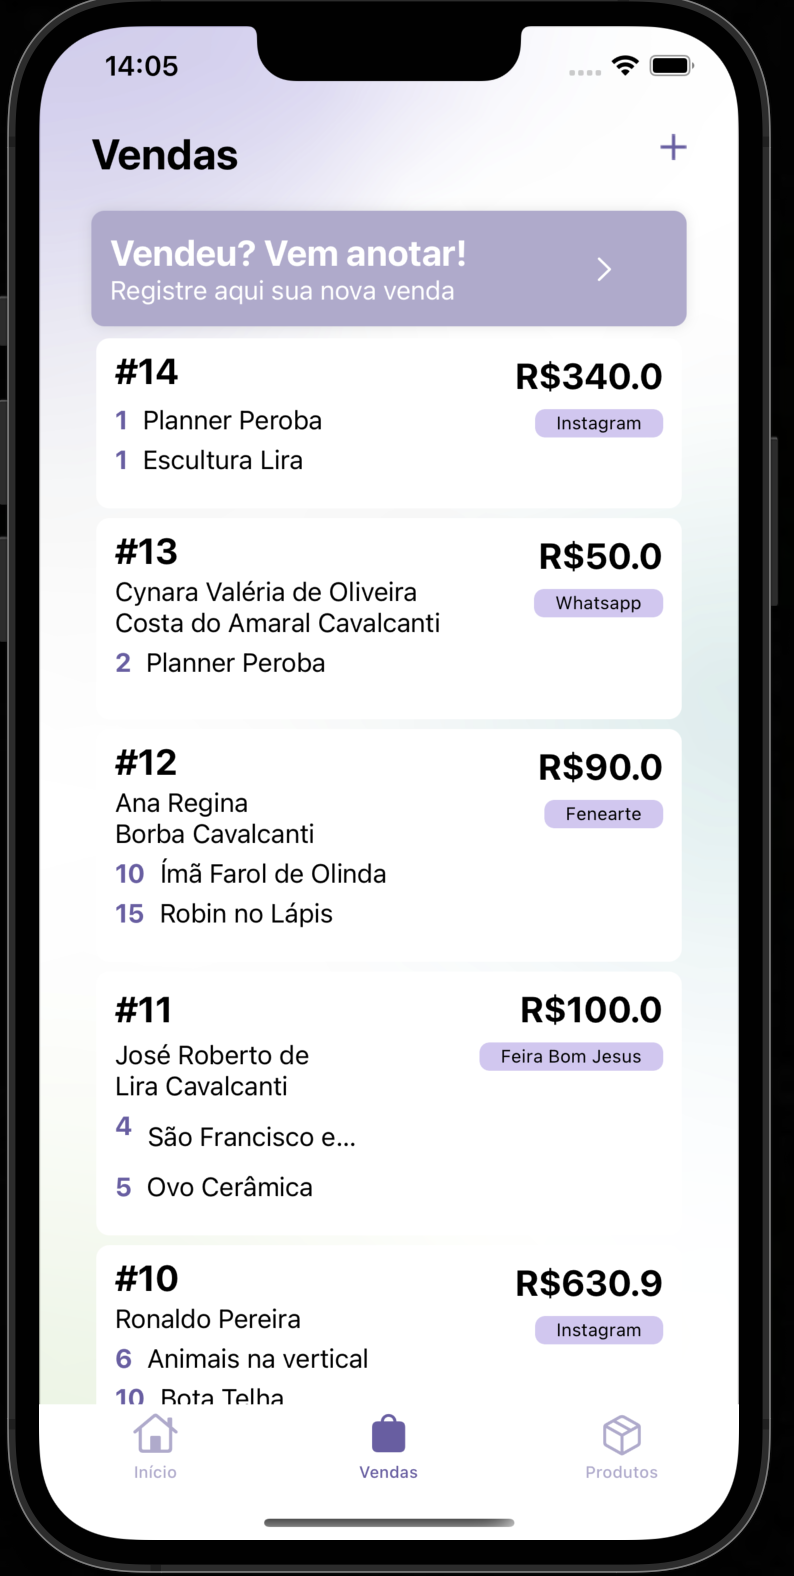 14:05
Vendas
+
Vendeu? Vem anotar!
Registre aqui sua nova venda
#14
R$340.0
1 Planner Peroba
Instagram
1 Escultura Lira
#13
R$50.0
Cynara Valéria de Oliveira
Whatsapp
Costa do Amaral Cavalcanti
2 Planner Peroba
#12
R$90.0
Ana Regina
Fenearte
Borba Cavalcanti
10 Ímã Farol de Olinda
15 Robin no Lápis
#11
R$100.0
José Roberto de
Feira Bom Jesus
Lira Cavalcanti
4 São Francisco e...
5 Ovo Cerâmica
#10
R$630.9
Ronaldo Pereira
Instagram
6 Animais na vertical
10 Bota Telha
Início
Vendas
Produtos